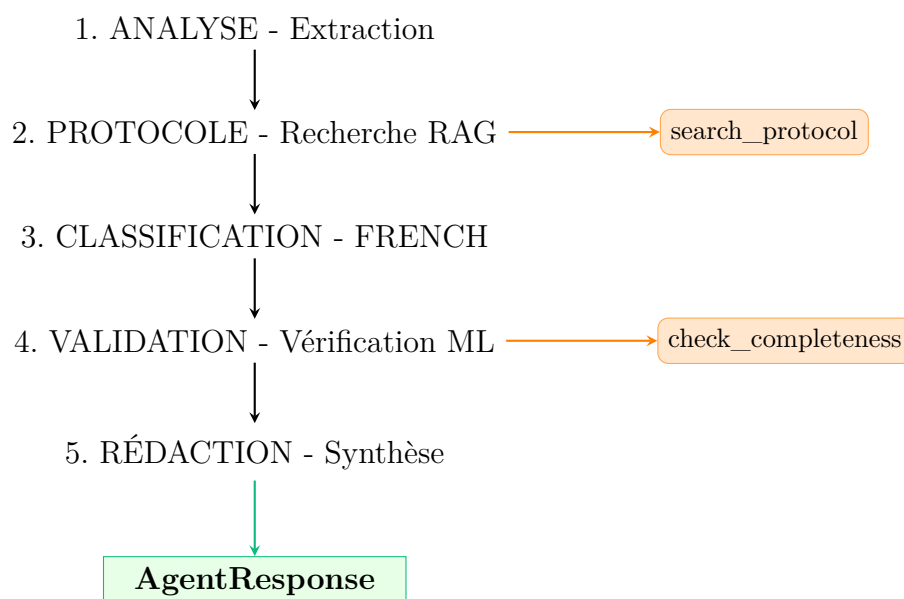 1. ANALYSE - Extraction
2. PROTOCOLE - Recherche RAG
search_protocol
3. CLASSIFICATION - FRENCH
4. VALIDATION - Vérification ML
check_completeness
5. RÉDACTION - Synthèse
AgentResponse